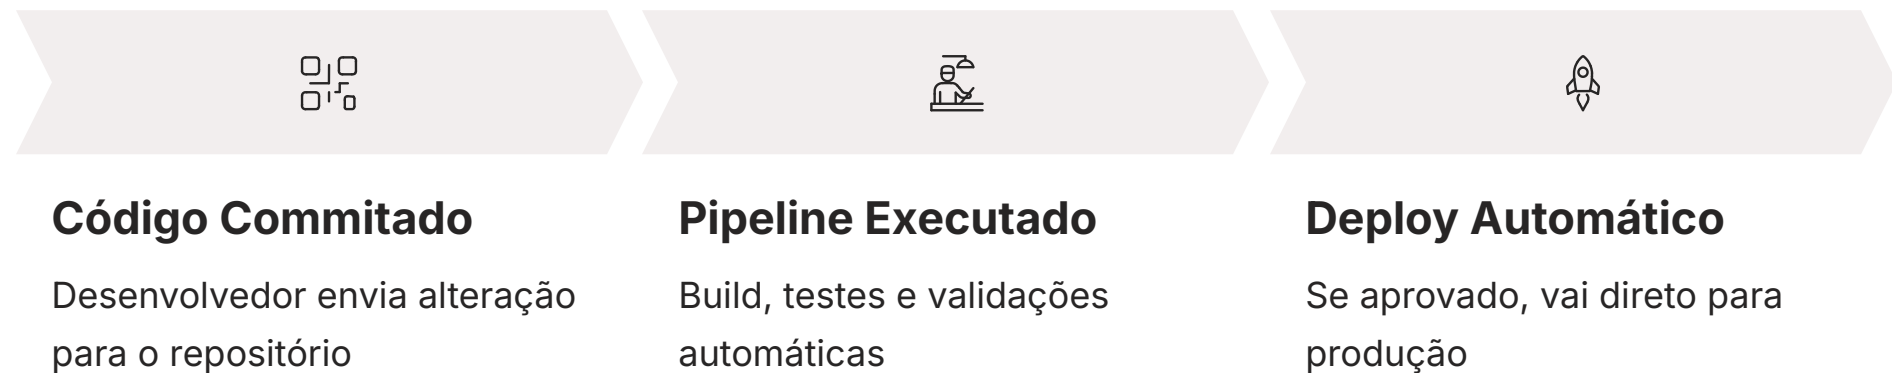 Código Commitado
Desenvolvedor envia alteração
para o repositório
Pipeline Executado
Build, testes e validações
automáticas
Deploy Automático
Se aprovado, vai direto para
produção